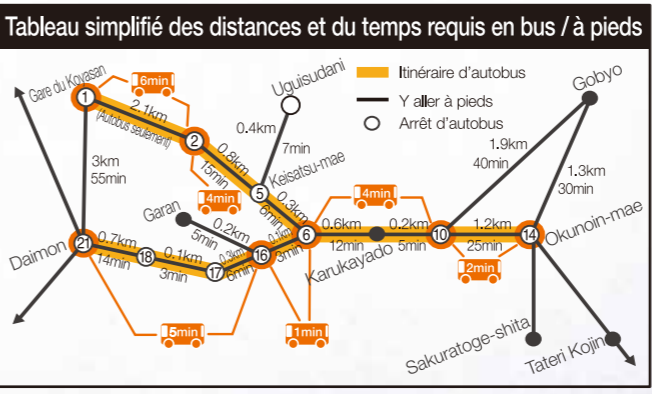 Tableau simplifié des distances et du temps requis en bus / à pieds
Gare du Koyasan
6min
Uguisudani
Itinéraire d'autobus
Y aller à pieds
Arrêt d'autobus
Gobyo
1
2.1km
(Autobus seulement)
2
0.4km
7min
1.9km
40min
1.3km
30min
3km
55min
0.8km
15min
4min
5
Keisatsu-mae
0.3km
6min
4min
Garan
0.2km
5min
Daimon
21
0.7km
14min
18
0.1km
3min
17
0.3km
6min
16
0.1km
3min
6
0.6km
12min
Karukayado
0.2km
5min
10
1.2km
25min
14
Okunoin-mae
2min
5min
1min
Sakuratoge-shita
Tateri Kojin